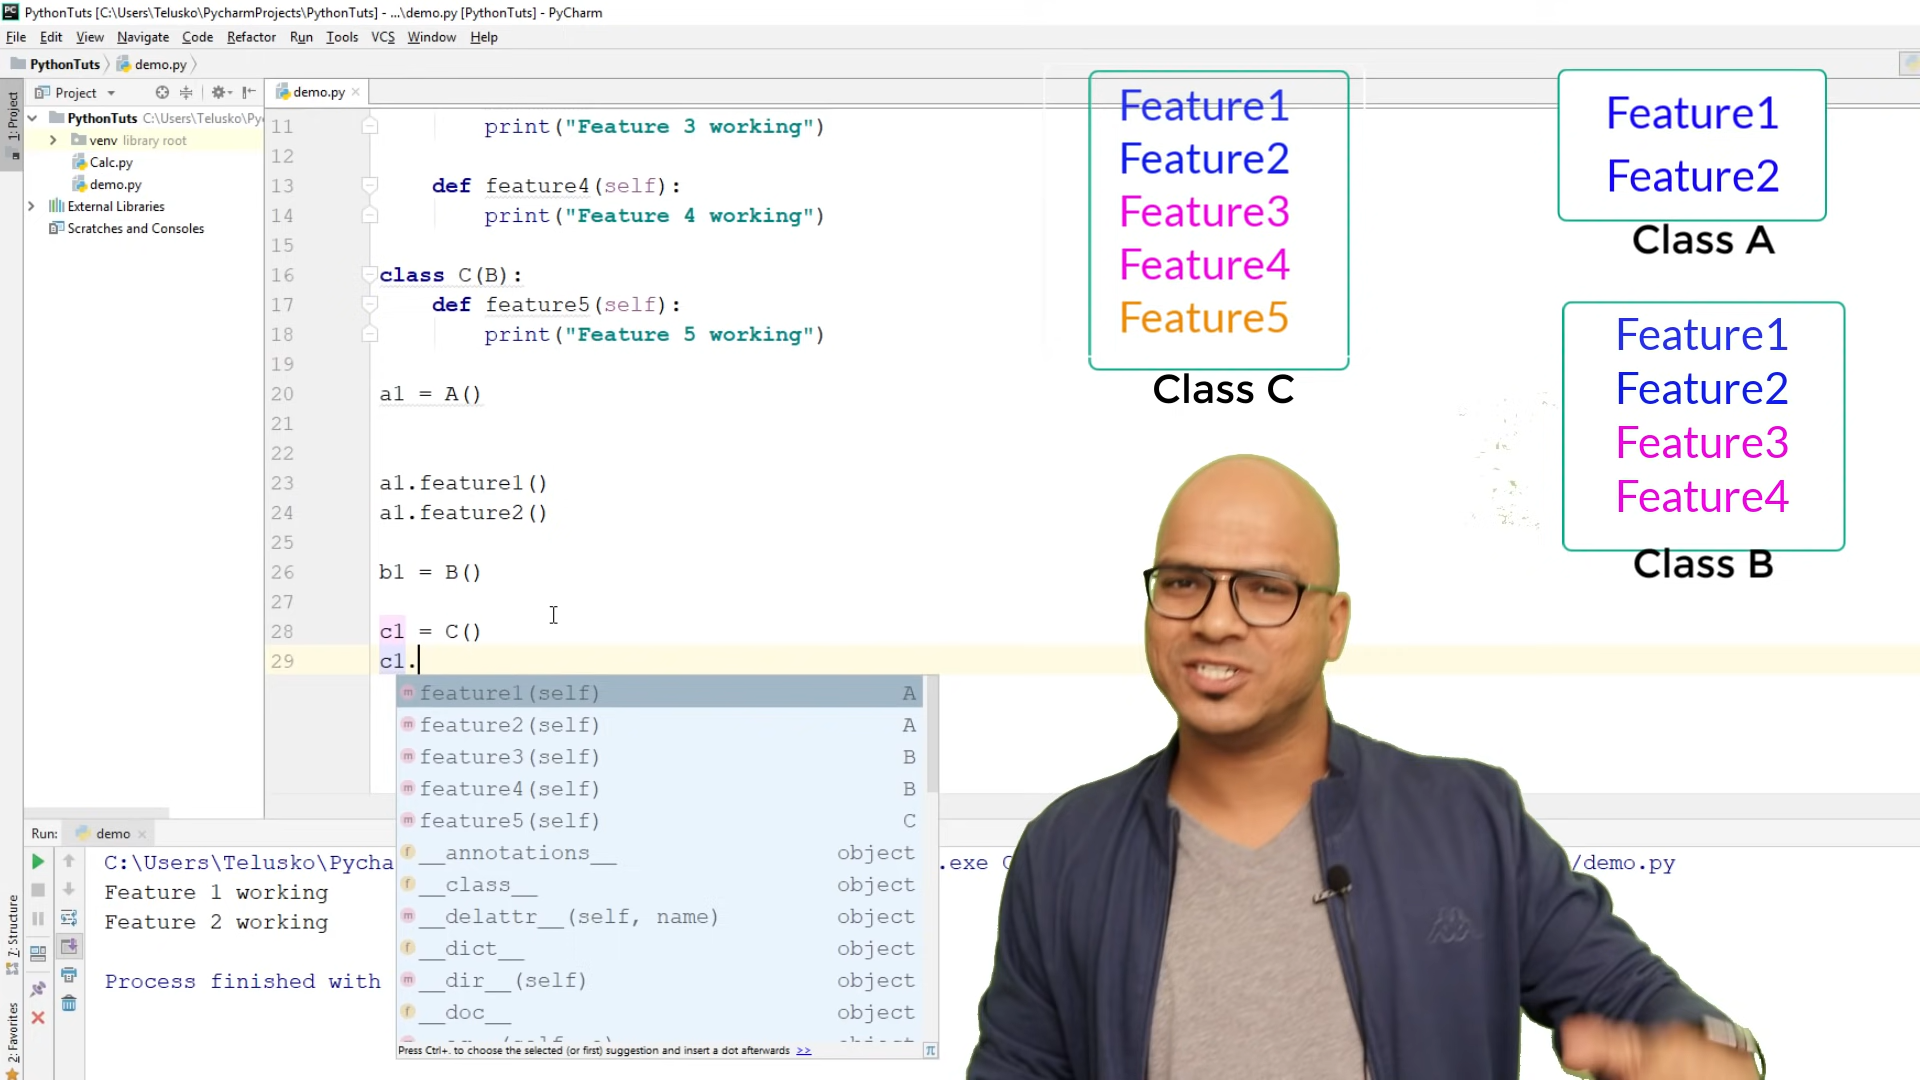 PythonTuts [C:\Users\Telusko\PycharmProjects\PythonTuts] - ...\demo.py [PythonTuts] - PyCharm
File Edit View Navigate Code Refactor Run Tools VCS Window Help
PythonTuts demo.py
1: Project
Project
demo.py
PythonTuts C:\Users\Telusko\Py
venv library root
Calc.py
demo.py
External Libraries
Scratches and Consoles
11 print("Feature 3 working")
12
13 def feature4(self):
14 print("Feature 4 working")
15
16 class C(B):
17 def feature5(self):
18 print("Feature 5 working")
19
20 a1 = A()
21
22
23 a1.feature1()
24 a1.feature2()
25
26 b1 = B()
27
28 c1 = C()
29 c1.
feature1(self) A
feature2(self) A
feature3(self) B
feature4(self) B
feature5(self) C
__annotations__ object
__class__ object
__delattr__(self, name) object
__dict__ object
__dir__(self) object
__doc__ object
Press Ctrl+. to choose the selected (or first) suggestion and insert a dot afterwards >>
π
Feature1
Feature2
Feature3
Feature4
Feature5
Class C
Feature1
Feature2
Class A
Feature1
Feature2
Feature3
Feature4
Class B
Run: demo
C:\Users\Telusko\Pycha
.exe
/demo.py
Feature 1 working
Feature 2 working
Process finished with
7: Structure
2: Favorites